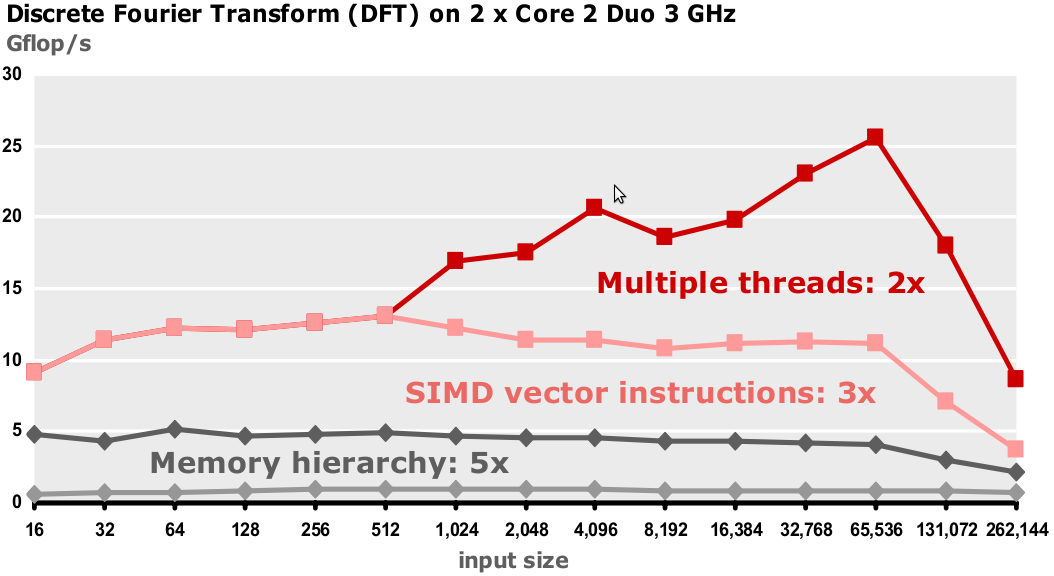 Discrete Fourier Transform (DFT) on 2 x Core 2 Duo 3 GHz
Gflop/s
30
25
20
15
10
5
0
Multiple threads: 2x
SIMD vector instructions: 3x
Memory hierarchy: 5x
16 32 64 128 256 512 1,024 2,048 4,096 8,192 16,384 32,768 65,536 131,072 262,144
input size